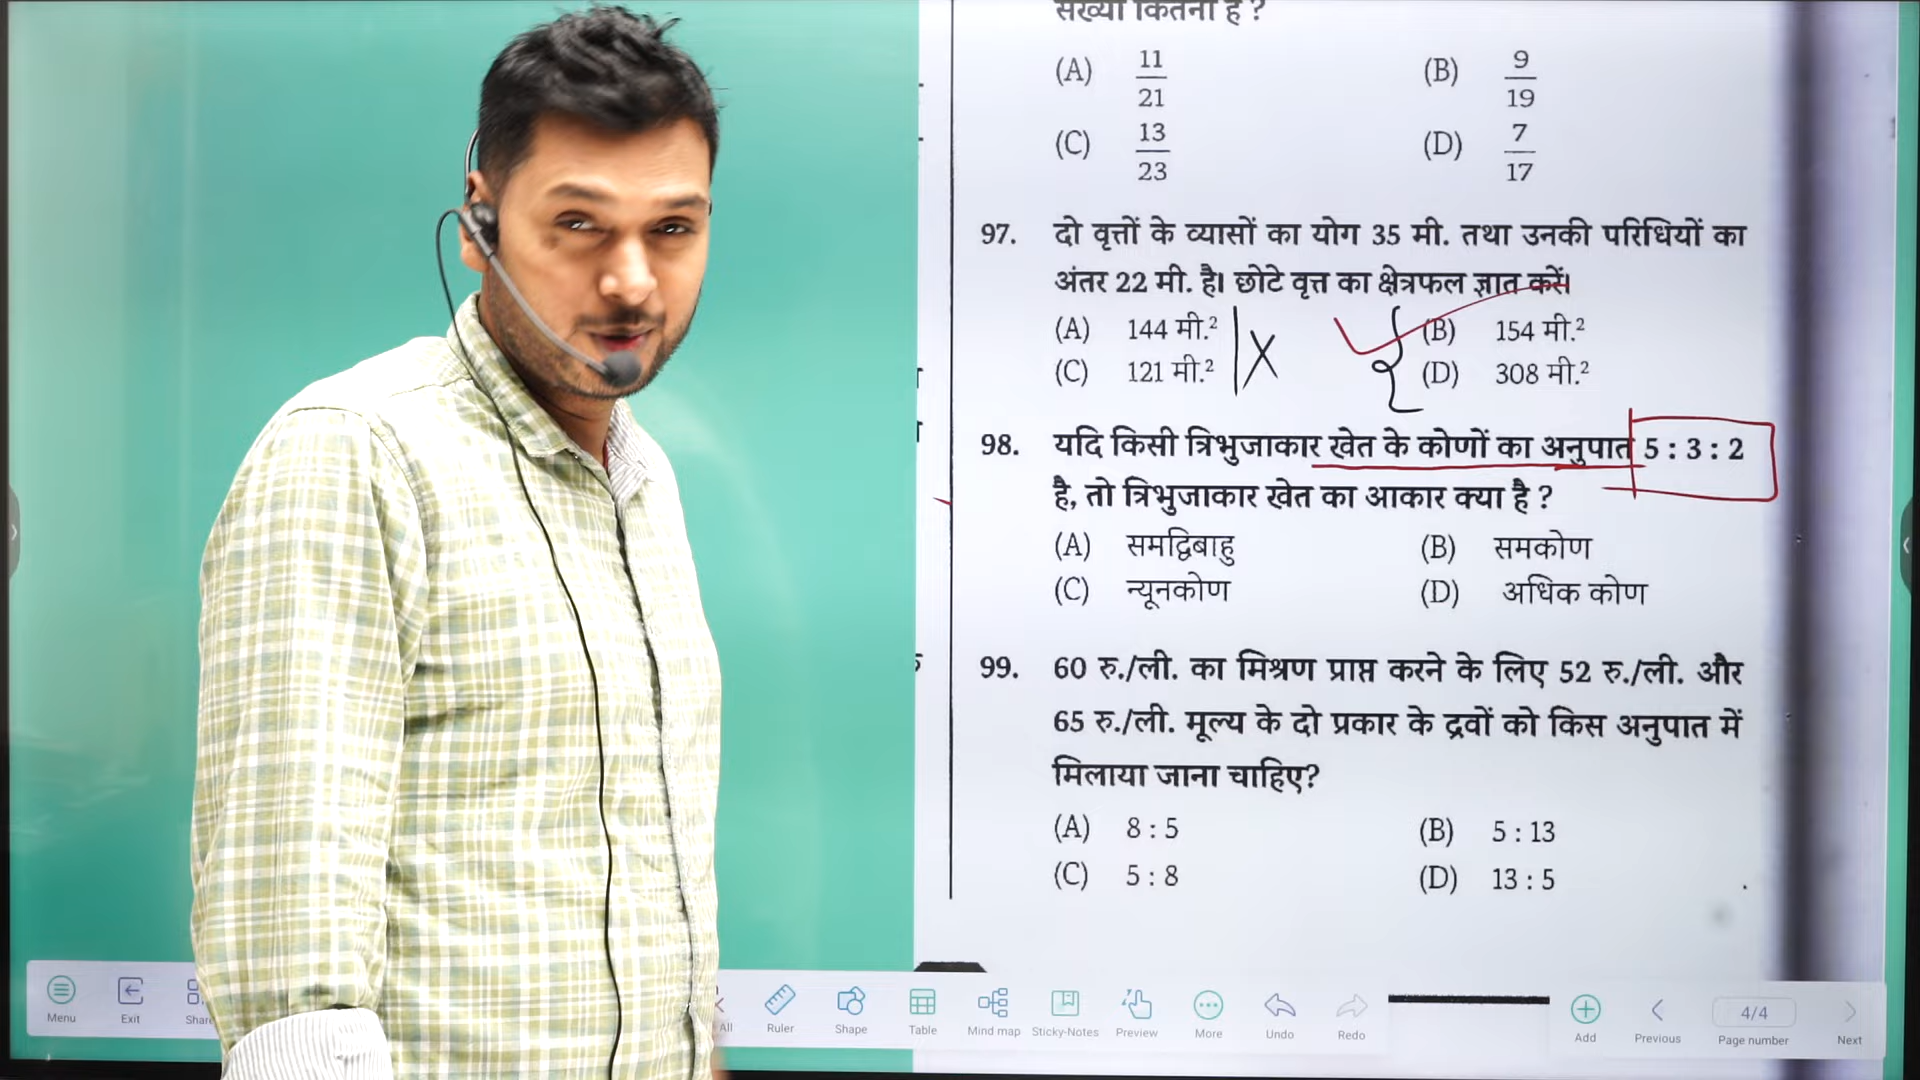 संख्या कितनी है ?
(A) 11/21 (B) 9/19
(C) 13/23 (D) 7/17
97. दो वृत्तों के व्यासों का योग 35 मी. तथा उनकी परिधियों का
अंतर 22 मी. है। छोटे वृत्त का क्षेत्रफल ज्ञात करें।
(A) 144 मी.² (B) 154 मी.²
(C) 121 मी.² (D) 308 मी.²
98. यदि किसी त्रिभुजाकार खेत के कोणों का अनुपात 5 : 3 : 2
है, तो त्रिभुजाकार खेत का आकार क्या है ?
(A) समद्विबाहु (B) समकोण
(C) न्यूनकोण (D) अधिक कोण
99. 60 रु./ली. का मिश्रण प्राप्त करने के लिए 52 रु./ली. और
65 रु./ली. मूल्य के दो प्रकार के द्रवों को किस अनुपात में
मिलाया जाना चाहिए?
(A) 8 : 5 (B) 5 : 13
(C) 5 : 8 (D) 13 : 5
Menu Exit All Ruler Shape Table Mind map Sticky-Notes Preview More Undo Redo Add Previous 4/4 Page number Next